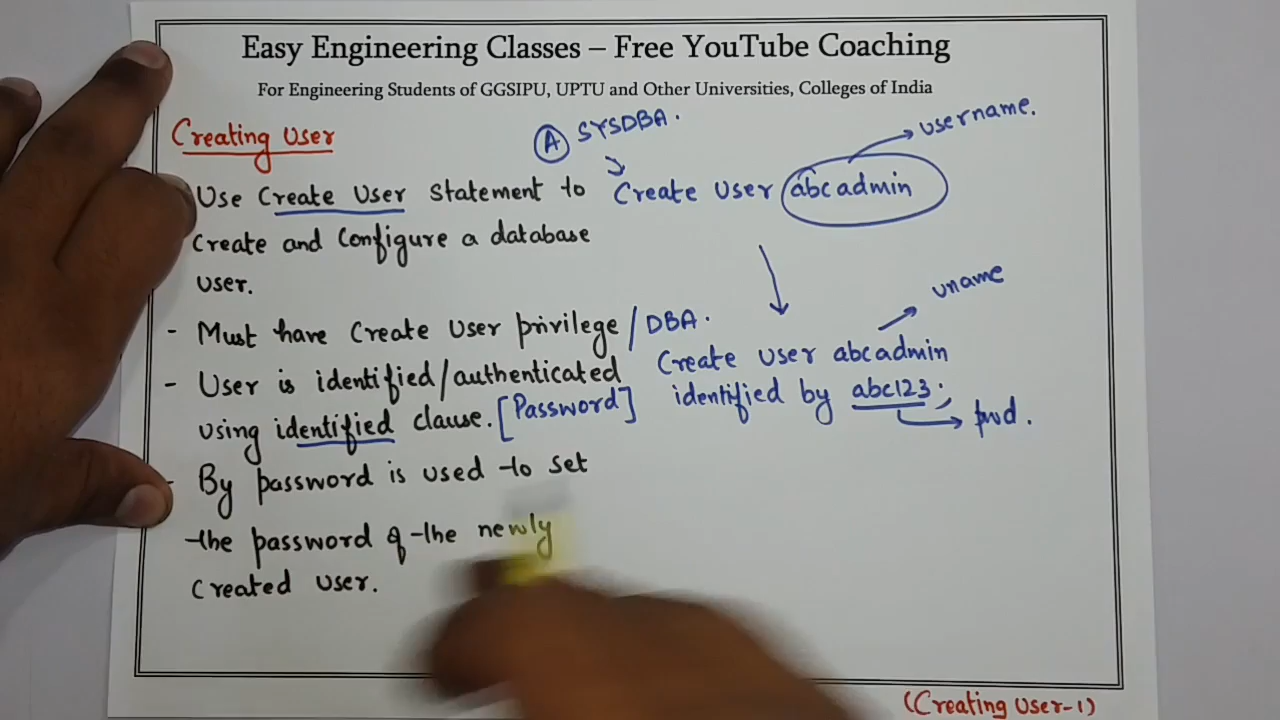 Easy Engineering Classes – Free YouTube Coaching
For Engineering Students of GGSIPU, UPTU and Other Universities, Colleges of India
Creating User
Use Create User statement to
Create and Configure a database
user.
- Must have Create User privilege / DBA.
- User is identified/authenticated
using identified clause. [Password]
- By password is used to set
the password of the newly
Created user.
(A) SYSDBA.
username.
Create User abcadmin
uname
Create user abcadmin
identified by abc123;
pwd.
(Creating User-1)